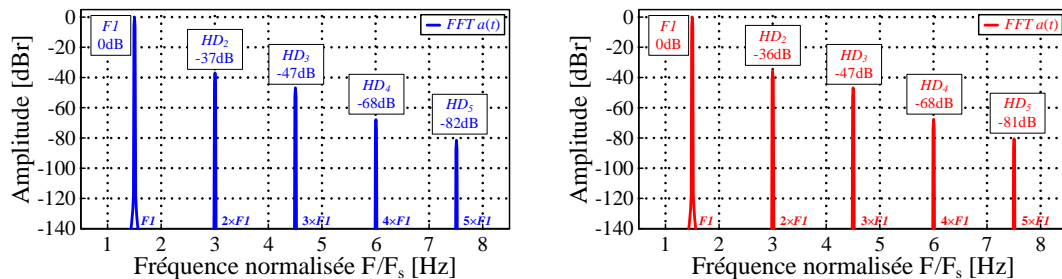 FFT a(t)
F1
0dB
HD2
-37dB
HD3
-47dB
HD4
-68dB
HD5
-82dB
Amplitude [dBr]
0
-20
-40
-60
-80
-100
-120
-140
F1
2×F1
3×F1
4×F1
5×F1
1 2 3 4 5 6 7 8
Fréquence normalisée F/Fs [Hz]
FFT a(t)
F1
0dB
HD2
-36dB
HD3
-47dB
HD4
-68dB
HD5
-81dB
Amplitude [dBr]
0
-20
-40
-60
-80
-100
-120
-140
F1
2×F1
3×F1
4×F1
5×F1
1 2 3 4 5 6 7 8
Fréquence normalisée F/Fs [Hz]